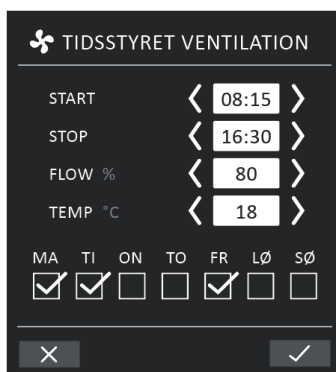 TIDSSTYRET VENTILATION
START 08:15
STOP 16:30
FLOW % 80
TEMP °C 18
MA TI ON TO FR LØ SØ